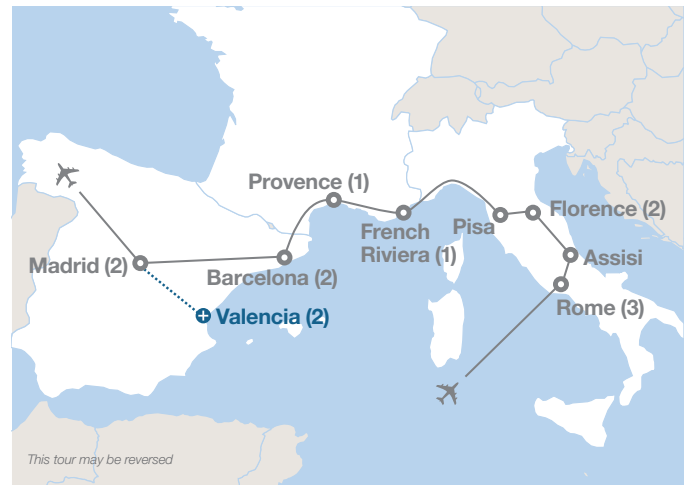 Provence (1)
French
Riviera (1)
Pisa
Florence (2)
Madrid (2)
Barcelona (2)
Assisi
Valencia (2)
Rome (3)
This tour may be reversed